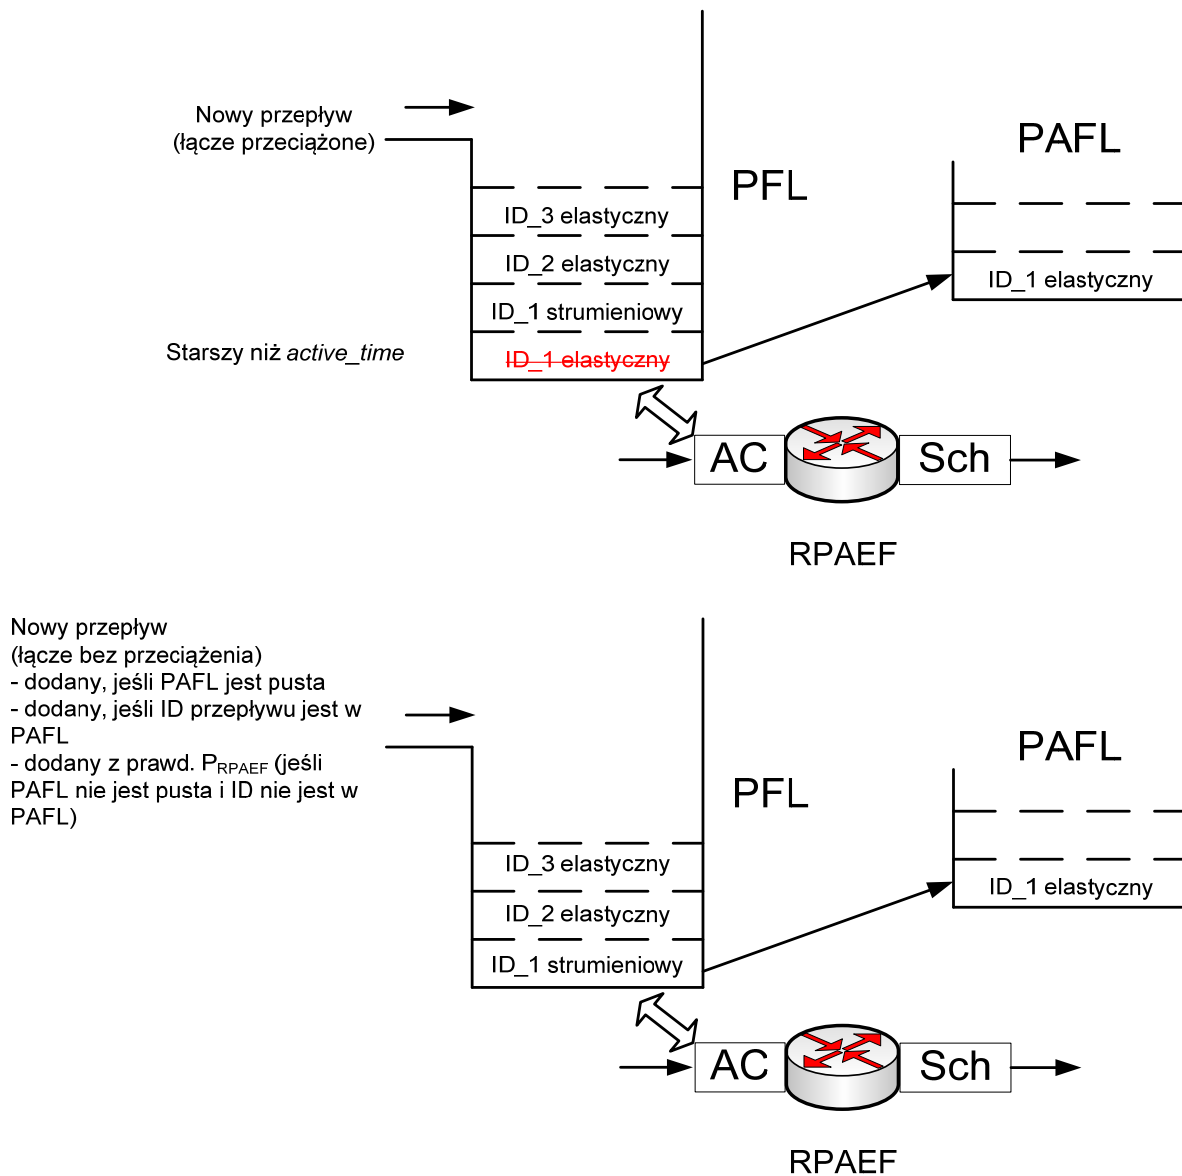 Nowy przepływ
(łącze przeciążone)
PAFL
PFL
ID_3 elastyczny
ID_2 elastyczny
ID_1 elastyczny
ID_1 strumieniowy
Starszy niż active_time
ID_1 elastyczny
AC
Sch
RPAEF
Nowy przepływ
(łącze bez przeciążenia)
- dodany, jeśli PAFL jest pusta
- dodany, jeśli ID przepływu jest w
PAFL
- dodany z prawd. PRPAEF (jeśli
PAFL nie jest pusta i ID nie jest w
PAFL)
PAFL
PFL
ID_3 elastyczny
ID_1 elastyczny
ID_2 elastyczny
ID_1 strumieniowy
AC
Sch
RPAEF